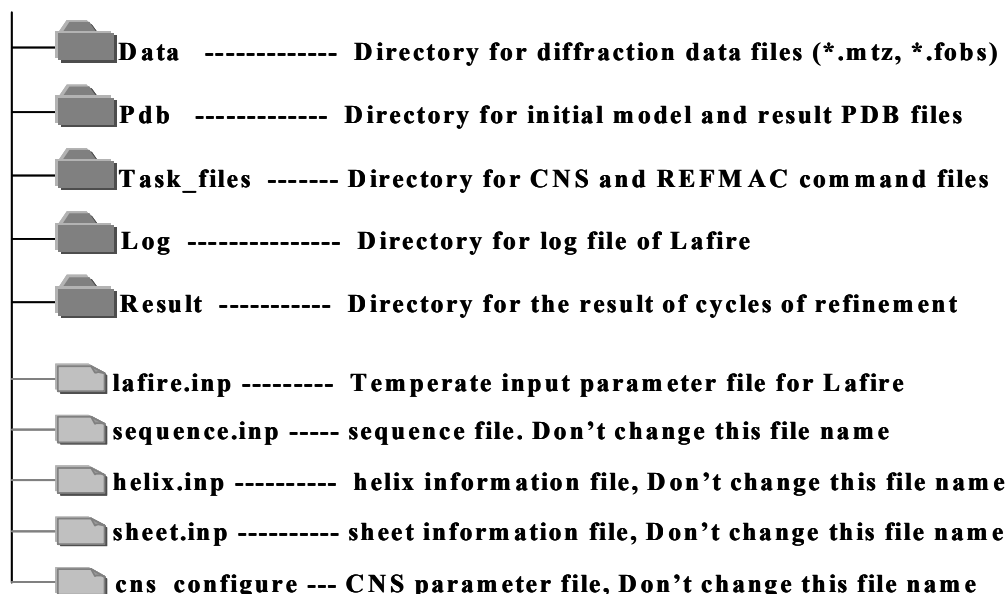 Data ------------- Directory for diffraction data files (*.mtz, *.fobs)
Pdb ------------- Directory for initial model and result PDB files
Task_files ------- Directory for CNS and REFMAC command files
Log --------------- Directory for log file of Lafire
Result ----------- Directory for the result of cycles of refinement
lafire.inp --------- Temperate input parameter file for Lafire
sequence.inp ----- sequence file. Don't change this file name
helix.inp ---------- helix information file, Don't change this file name
sheet.inp ---------- sheet information file, Don't change this file name
cns_configure --- CNS parameter file, Don't change this file name